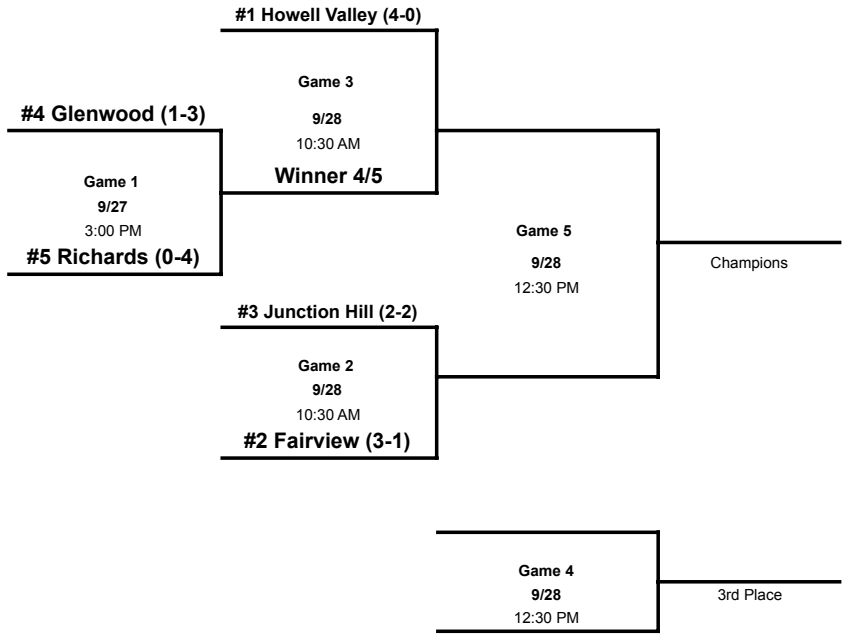 #1 Howell Valley (4-0)
Game 3
9/28
10:30 AM
Winner 4/5
#4 Glenwood (1-3)
Game 1
9/27
3:00 PM
#5 Richards (0-4)
Game 5
9/28
12:30 PM
Champions
#3 Junction Hill (2-2)
Game 2
9/28
10:30 AM
#2 Fairview (3-1)
Game 4
9/28
12:30 PM
3rd Place